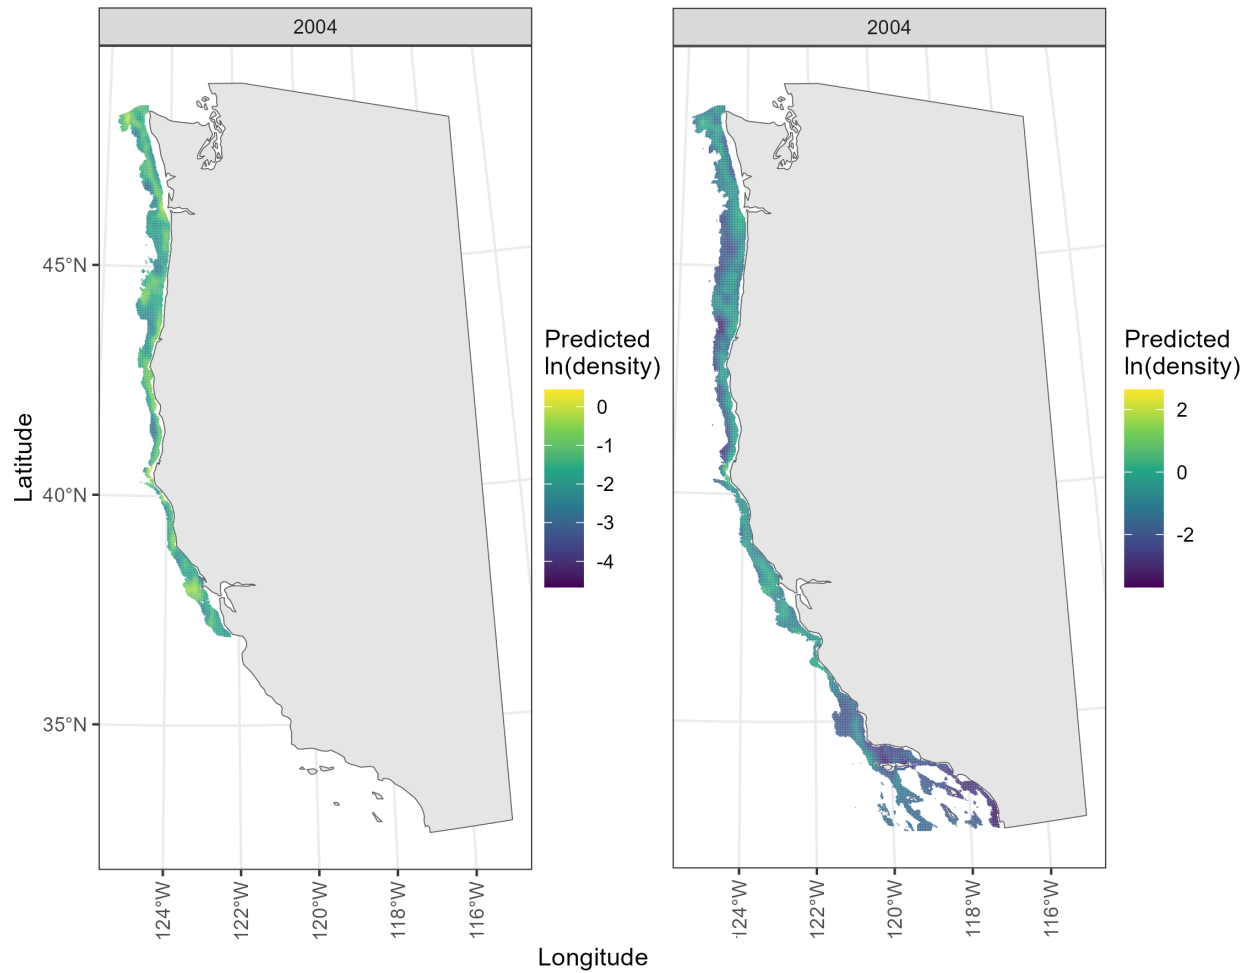 2004
2004
45°N
40°N
35°N
Latitude
124°W
122°W
120°W
118°W
116°W
Predicted
ln(density)
0
-1
-2
-3
-4
124°W
122°W
120°W
118°W
116°W
Predicted
ln(density)
2
0
-2
Longitude